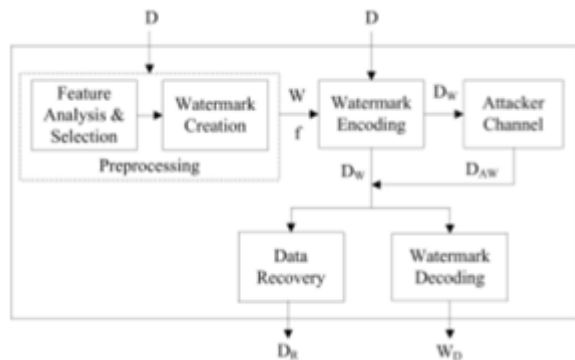 D
D
Feature
Analysis &
Selection
Watermark
Creation
Preprocessing
W
f
Watermark
Encoding
D_W
Attacker
Channel
D_W
D_AW
Data
Recovery
Watermark
Decoding
D_R
W_D